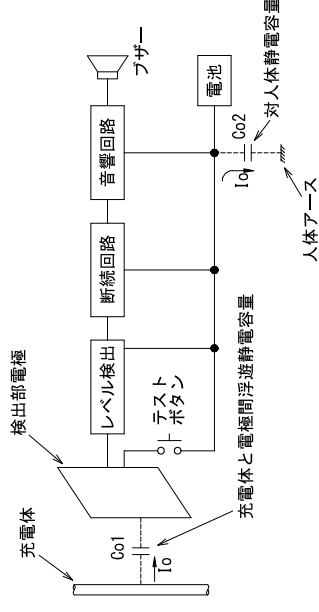 充電体
検出部電極
Co1
Io
レベル検出
断続回路
音響回路
ブザー
テスト
ボタン
電池
Io
Co2
対人体静電容量
人体アース
充電体と電極間浮遊静電容量